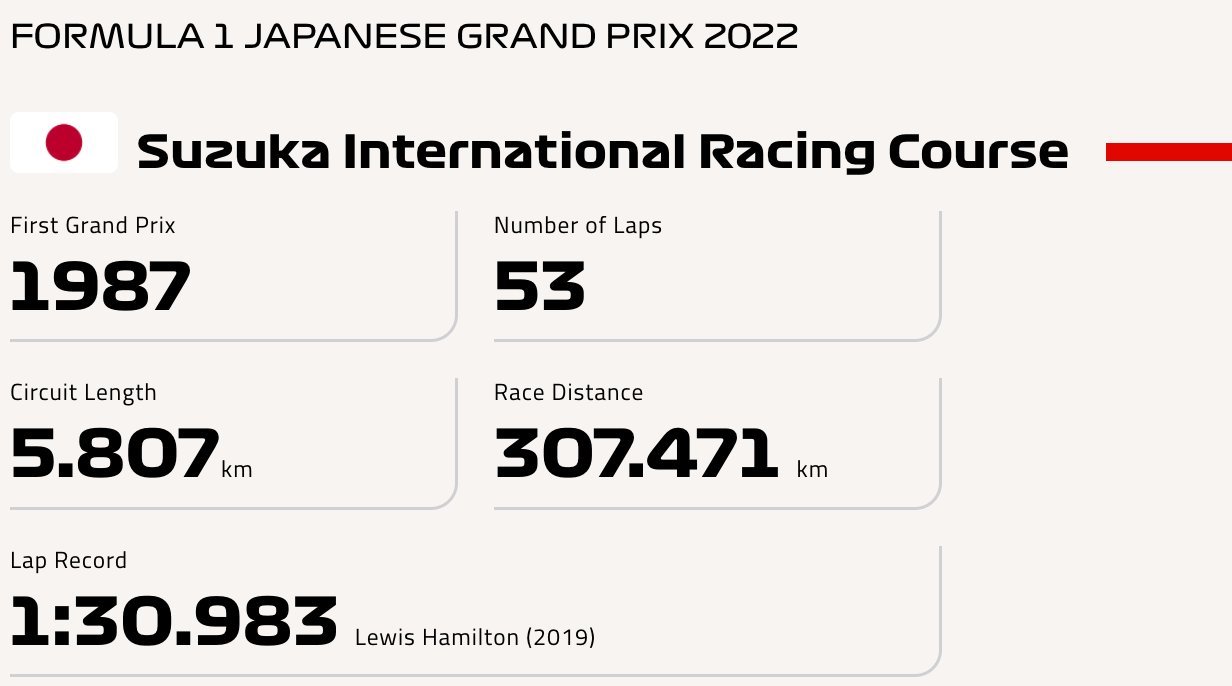 FORMULA 1 JAPANESE GRAND PRIX 2022
Suzuka International Racing Course
First Grand Prix
1987
Number of Laps
53
Circuit Length
5.807 km
Race Distance
307.471 km
Lap Record
1:30.983 Lewis Hamilton (2019)